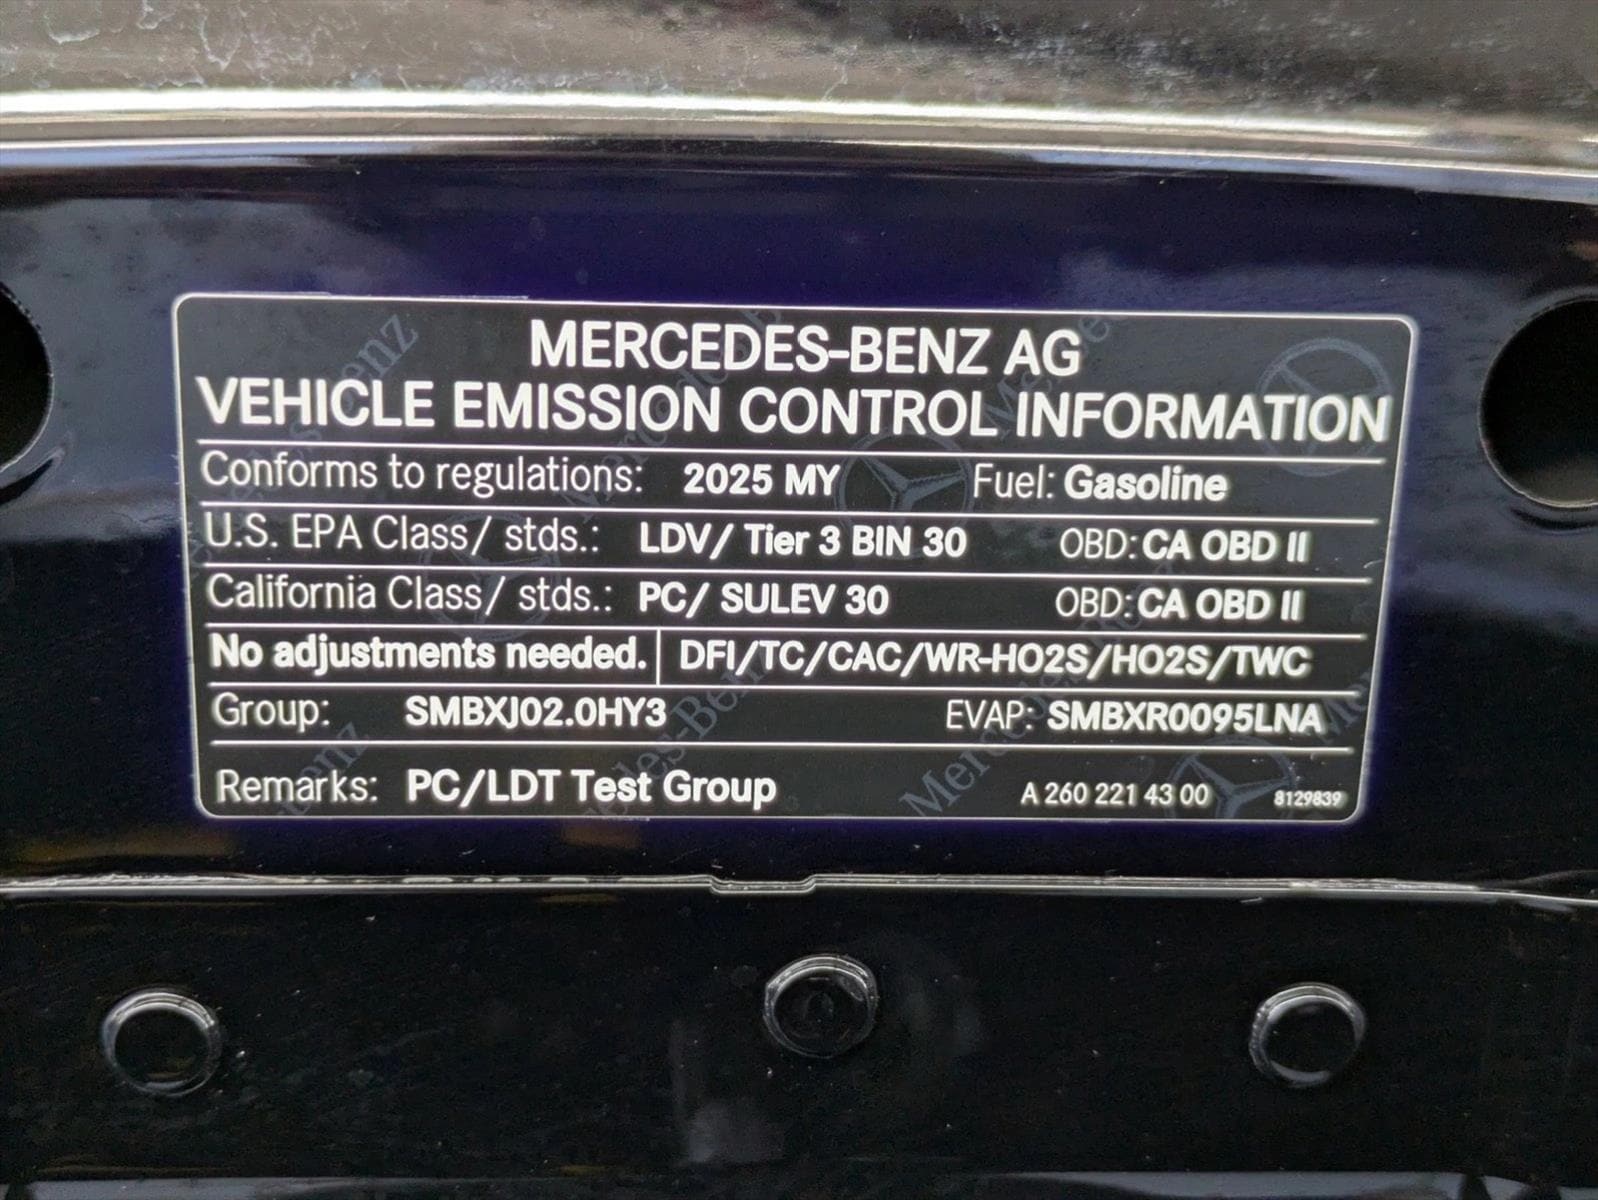 MERCEDES-BENZ AG
VEHICLE EMISSION CONTROL INFORMATION
Conforms to regulations: 2025 MY Fuel: Gasoline
U.S. EPA Class/ stds.: LDV/ Tier 3 BIN 30 OBD: CA OBD II
California Class/ stds.: PC/ SULEV 30 OBD: CA OBD II
No adjustments needed. DFI/TC/CAC/WR-HO2S/HO2S/TWC
Group: SMBXJ02.0HY3 EVAP: SMBXR0095LNA
Remarks: PC/LDT Test Group A 260 221 43 00 8129839